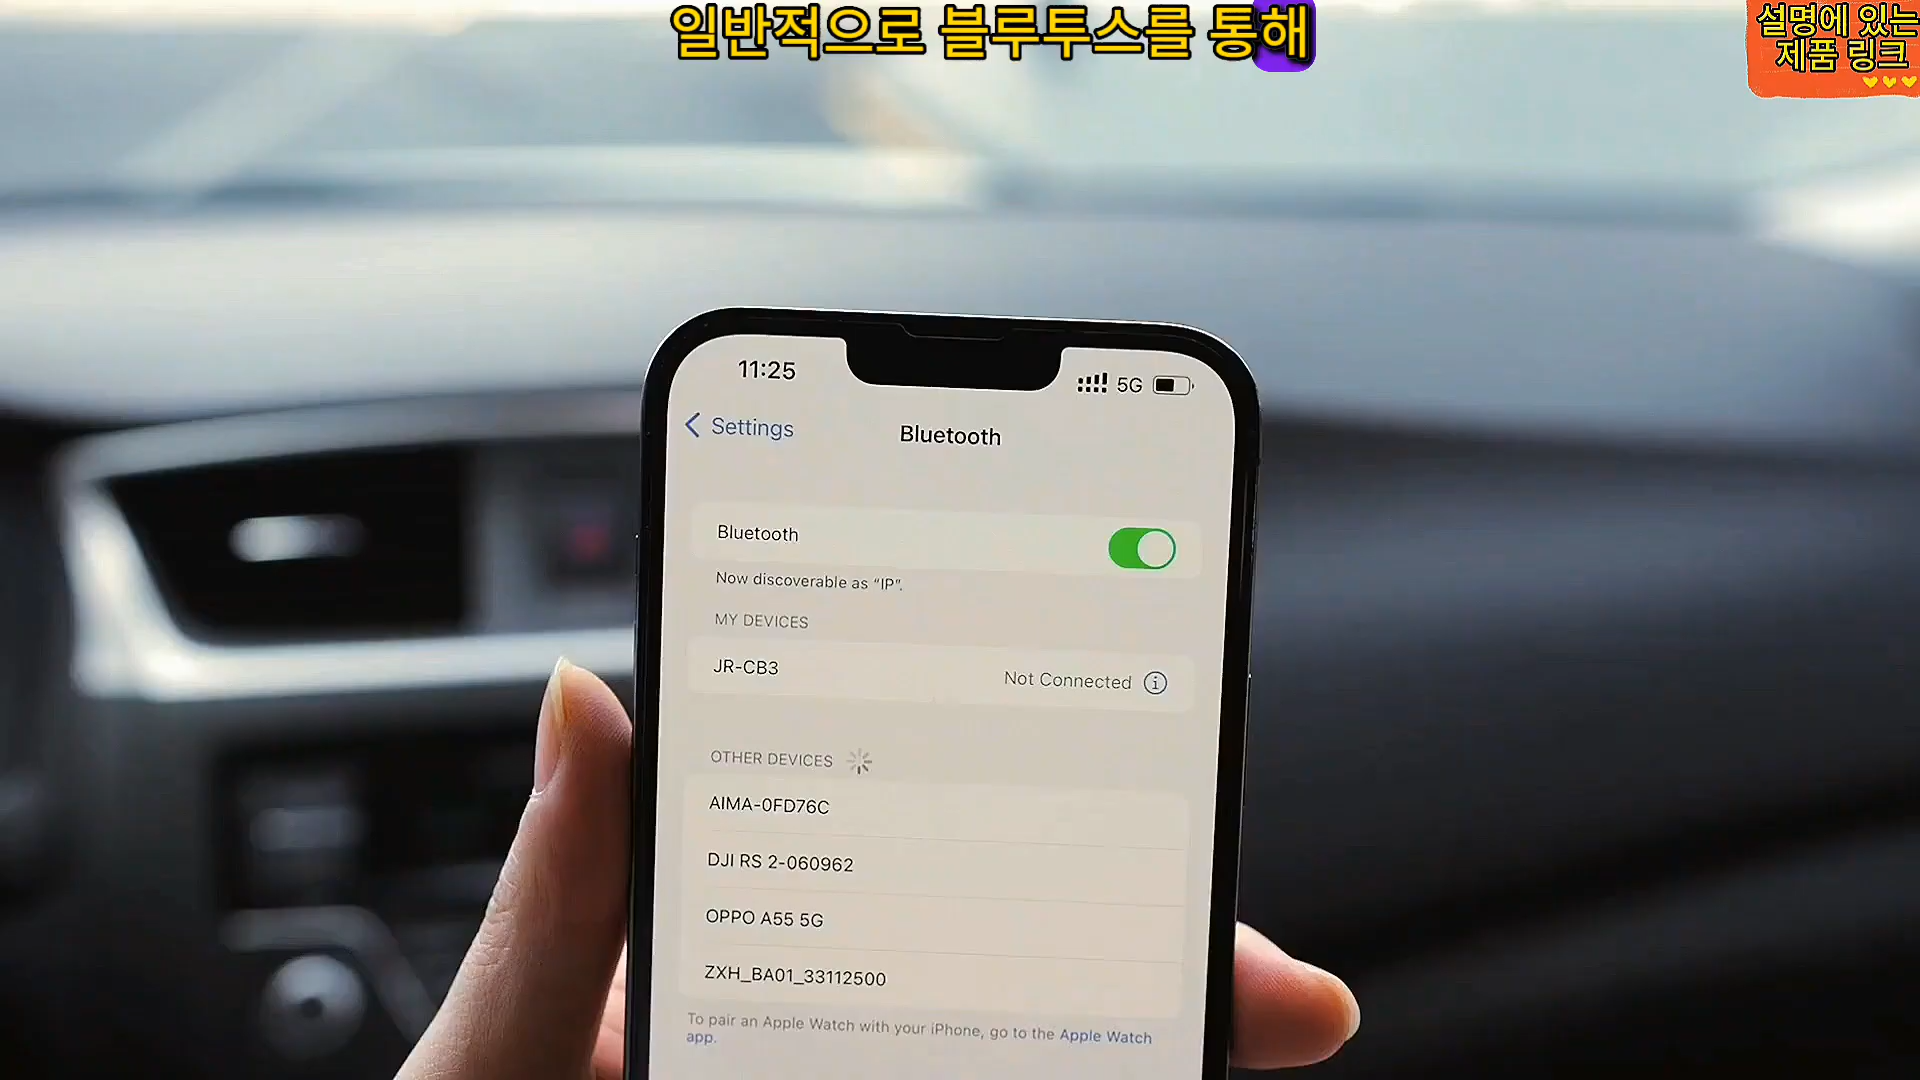 일반적으로 블루투스를 통해
설명에 있는
제품 링크
11:25
5G
Settings
Bluetooth
Bluetooth
Now discoverable as “IP”.
MY DEVICES
JR-CB3
Not Connected
OTHER DEVICES
AIMA-0FD76C
DJI RS 2-060962
OPPO A55 5G
ZXH_BA01_33112500
To pair an Apple Watch with your iPhone, go to the Apple Watch
app.